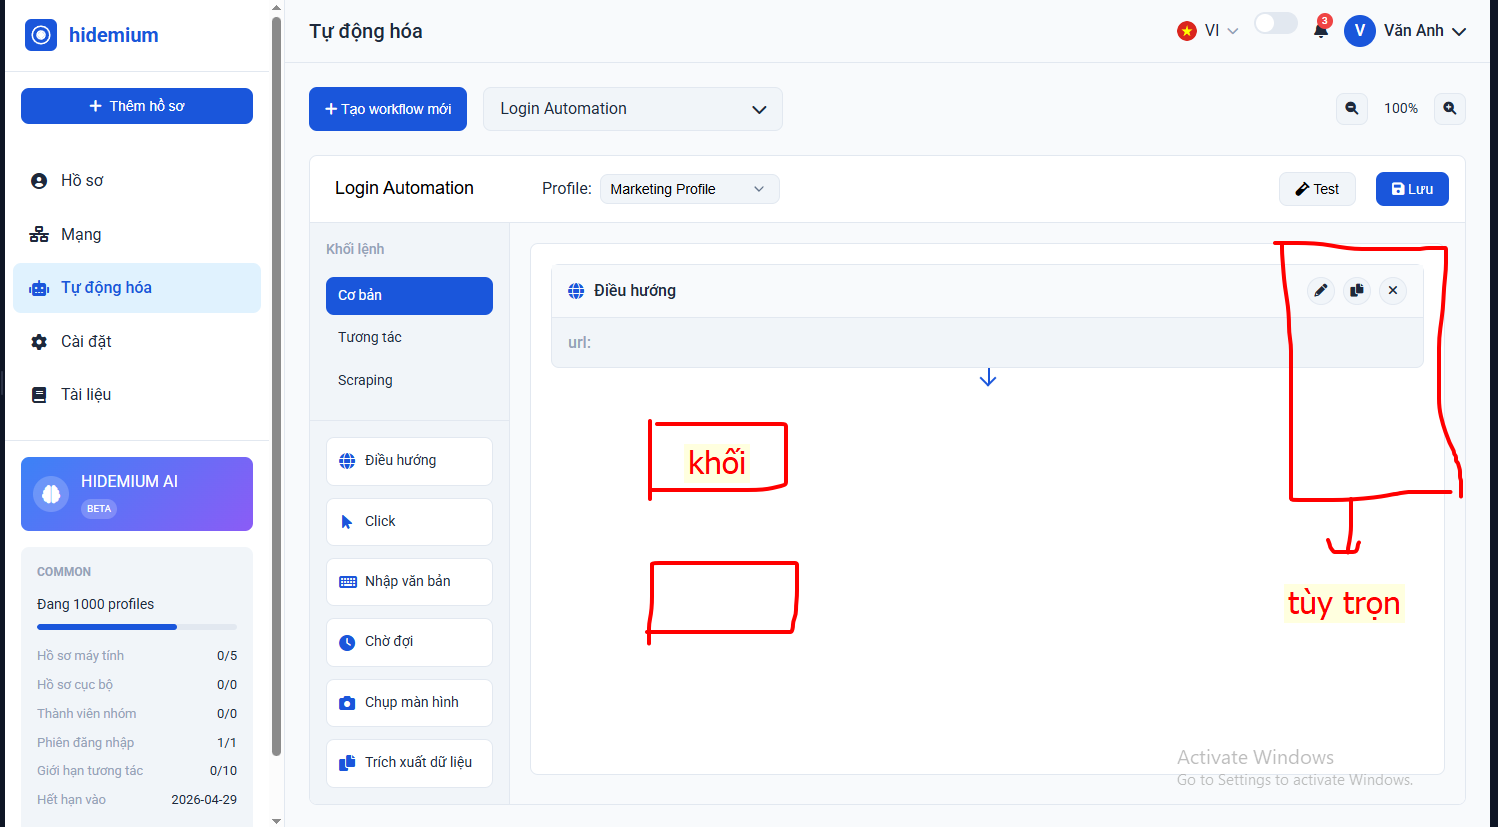 hidemium
Tự động hóa
VI
3
V
Văn Anh
+ Thêm hồ sơ
Hồ sơ
Mạng
Tự động hóa
Cài đặt
Tài liệu
HIDEMIUM AI
BETA
COMMON
Đang 1000 profiles
Hồ sơ máy tính 0/5
Hồ sơ cục bộ 0/0
Thành viên nhóm 0/0
Phiên đăng nhập 1/1
Giới hạn tương tác 0/10
Hết hạn vào 2026-04-29
+ Tạo workflow mới
Login Automation
100%
Login Automation
Profile: Marketing Profile
Test
Lưu
Khối lệnh
Cơ bản
Tương tác
Scraping
Điều hướng
Click
Nhập văn bản
Chờ đợi
Chụp màn hình
Trích xuất dữ liệu
Điều hướng
url:
khối
tùy trọn
Activate Windows
Go to Settings to activate Windows.